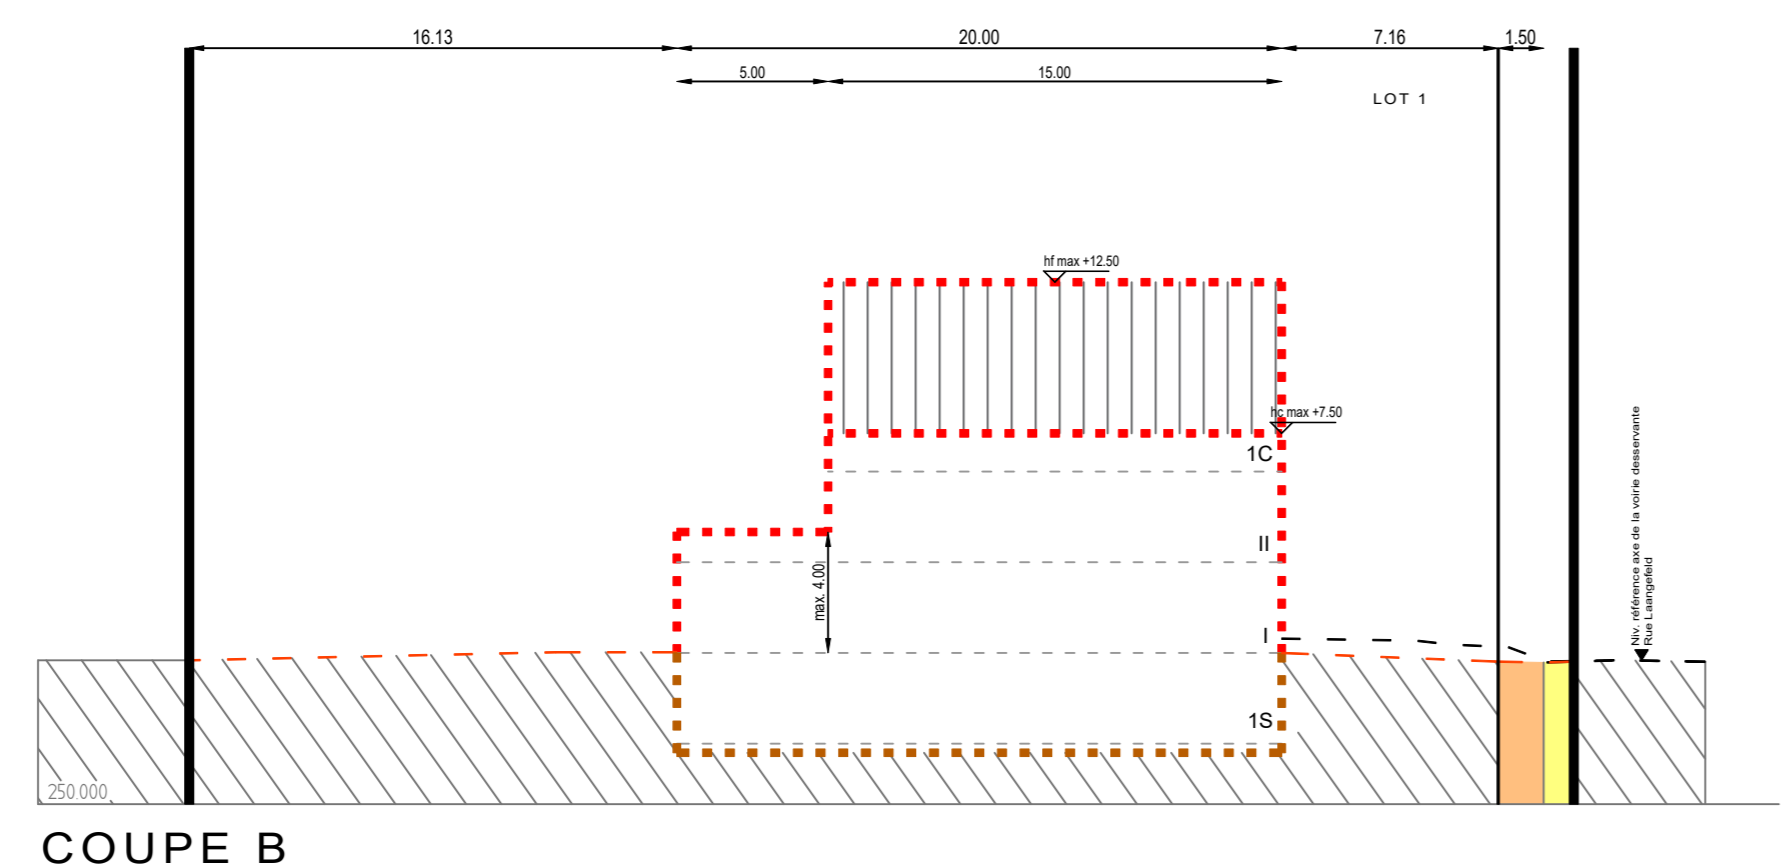 16.13
20.00
7.16
1.50
5.00
15.00
LOT 1
hf max +12.50
hc max +7.50
1C
II
max. 4.00
I
Niv. référence axe de la voirie desservante
Rue Laangefeld
1S
250.000
COUPE B